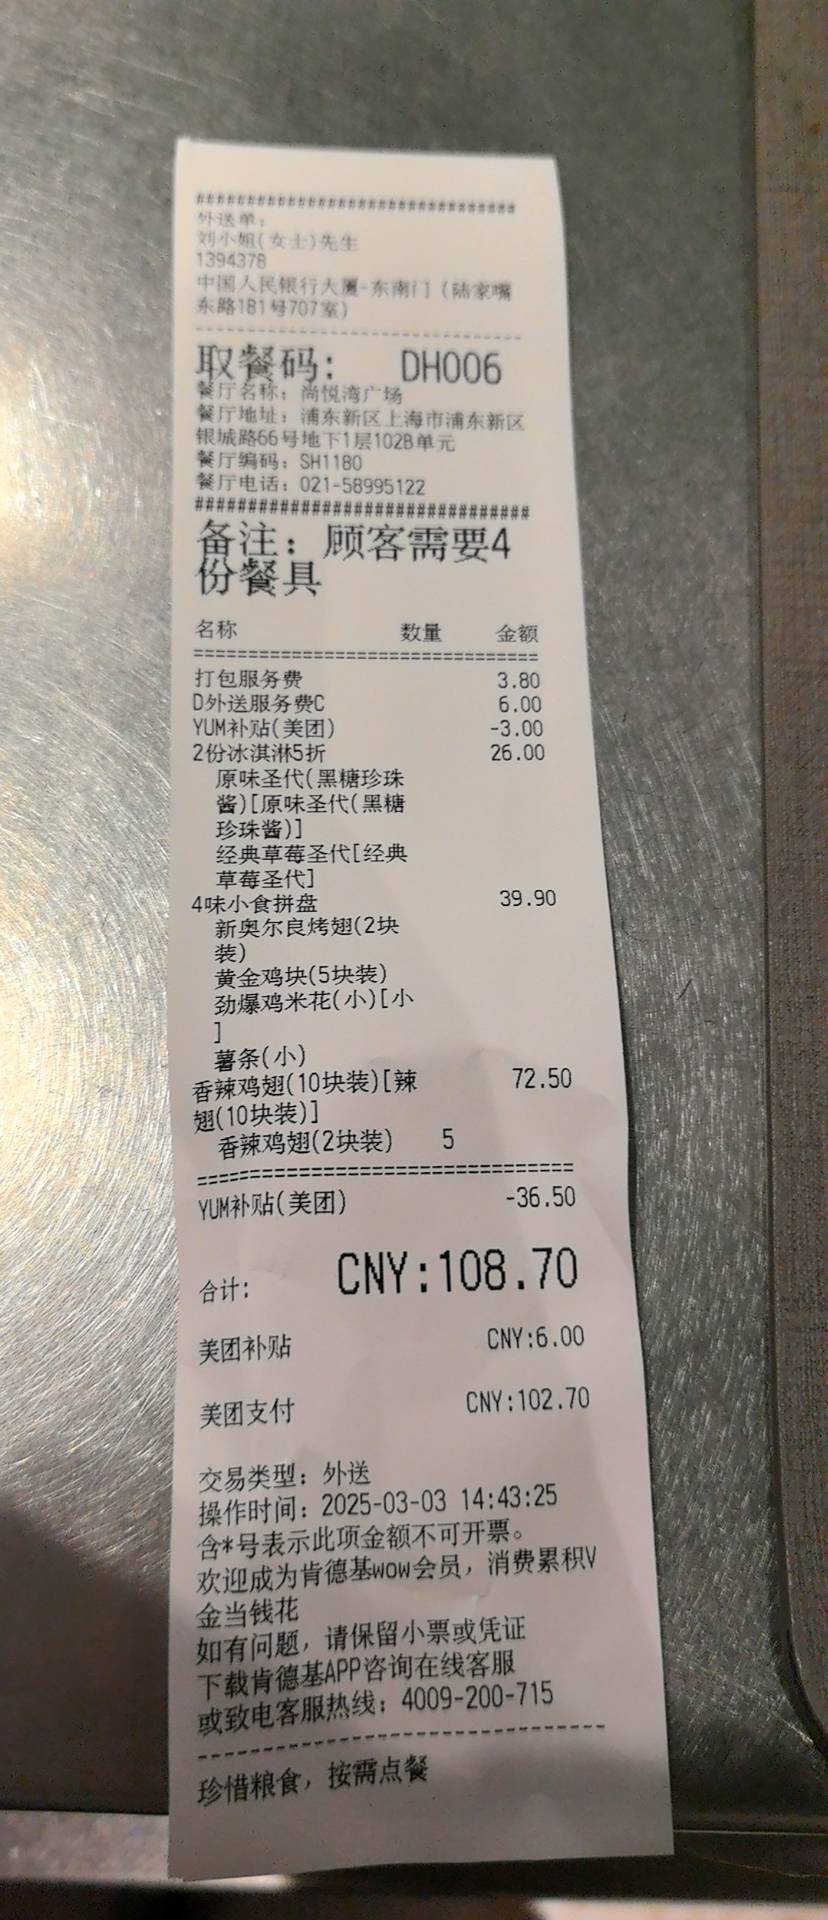 ################################
外送单：
刘小姐(女士)先生
1394378
中国人民银行大厦-东南门（陆家嘴
东路181号707室）
--------------------------------
取餐码： DH006
餐厅名称：尚悦湾广场
餐厅地址：浦东新区上海市浦东新区
银城路66号地下1层102B单元
餐厅编码：SH1180
餐厅电话：021-58995122
################################
备注：顾客需要4
份餐具
名称 数量 金额
================================
打包服务费 3.80
D外送服务费C 6.00
YUM补贴(美团) -3.00
2份冰淇淋5折 26.00
原味圣代(黑糖珍珠
酱)[原味圣代(黑糖
珍珠酱)]
经典草莓圣代[经典
草莓圣代]
4味小食拼盘 39.90
新奥尔良烤翅(2块
装)
黄金鸡块(5块装)
劲爆鸡米花(小)[小
]
薯条(小)
香辣鸡翅(10块装)[辣 72.50
翅(10块装)]
香辣鸡翅(2块装) 5
================================
YUM补贴(美团) -36.50
合计: CNY:108.70
美团补贴 CNY:6.00
美团支付 CNY:102.70
交易类型：外送
操作时间：2025-03-03 14:43:25
含*号表示此项金额不可开票。
欢迎成为肯德基wow会员，消费累积V
金当钱花
如有问题，请保留小票或凭证
下载肯德基APP咨询在线客服
或致电客服热线：4009-200-715
--------------------------------
珍惜粮食，按需点餐